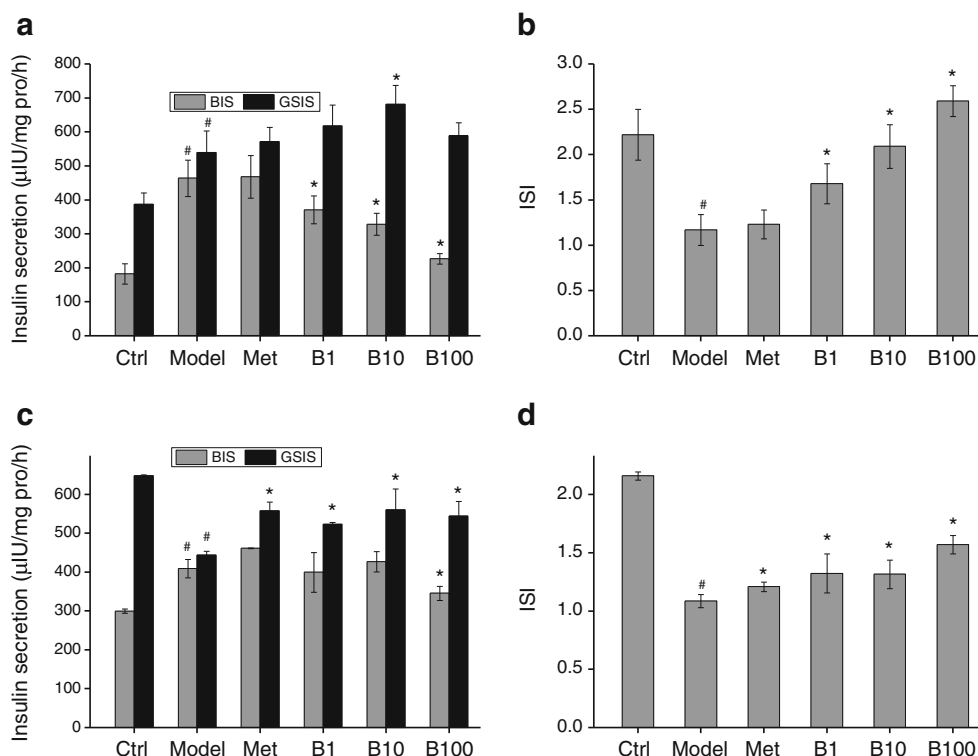 a
Insulin secretion (μIU/mg pro/h)
800
700
600
500
400
300
200
100
0
BIS GSIS
# # * * * *
Ctrl Model Met B1 B10 B100
b
ISI
3.0
2.5
2.0
1.5
1.0
0.5
0.0
# * * *
Ctrl Model Met B1 B10 B100
c
Insulin secretion (μIU/mg pro/h)
600
500
400
300
200
100
0
BIS GSIS
# # * * * * *
Ctrl Model Met B1 B10 B100
d
ISI
2.0
1.5
1.0
0.5
0.0
# * * * *
Ctrl Model Met B1 B10 B100